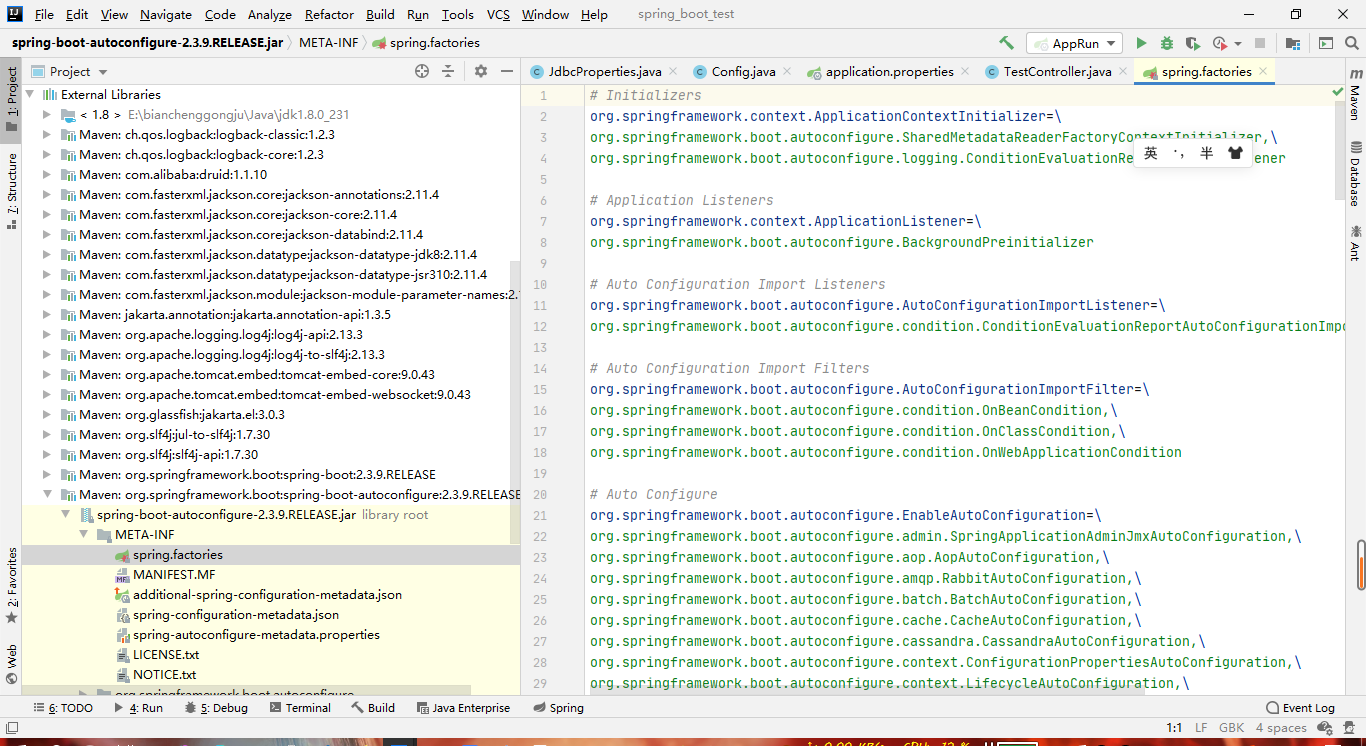 File Edit View Navigate Code Analyze Refactor Build Run Tools VCS Window Help spring_boot_test
spring-boot-autoconfigure-2.3.9.RELEASE.jar META-INF spring.factories AppRun
Project
JdbcProperties.java Config.java application.properties TestController.java spring.factories
1: Project
7: Structure
2: Favorites
Web
External Libraries
< 1.8 > E:\bianchenggongju\Java\jdk1.8.0_231
Maven: ch.qos.logback:logback-classic:1.2.3
Maven: ch.qos.logback:logback-core:1.2.3
Maven: com.alibaba:druid:1.1.10
Maven: com.fasterxml.jackson.core:jackson-annotations:2.11.4
Maven: com.fasterxml.jackson.core:jackson-core:2.11.4
Maven: com.fasterxml.jackson.core:jackson-databind:2.11.4
Maven: com.fasterxml.jackson.datatype:jackson-datatype-jdk8:2.11.4
Maven: com.fasterxml.jackson.datatype:jackson-datatype-jsr310:2.11.4
Maven: com.fasterxml.jackson.module:jackson-module-parameter-names:2.
Maven: jakarta.annotation:jakarta.annotation-api:1.3.5
Maven: org.apache.logging.log4j:log4j-api:2.13.3
Maven: org.apache.logging.log4j:log4j-to-slf4j:2.13.3
Maven: org.apache.tomcat.embed:tomcat-embed-core:9.0.43
Maven: org.apache.tomcat.embed:tomcat-embed-websocket:9.0.43
Maven: org.glassfish:jakarta.el:3.0.3
Maven: org.slf4j:jul-to-slf4j:1.7.30
Maven: org.slf4j:slf4j-api:1.7.30
Maven: org.springframework.boot:spring-boot:2.3.9.RELEASE
Maven: org.springframework.boot:spring-boot-autoconfigure:2.3.9.RELEASE
spring-boot-autoconfigure-2.3.9.RELEASE.jar library root
META-INF
spring.factories
MANIFEST.MF
additional-spring-configuration-metadata.json
spring-configuration-metadata.json
spring-autoconfigure-metadata.properties
LICENSE.txt
NOTICE.txt
org.springframework.boot.autoconfigure
1 # Initializers
2 org.springframework.context.ApplicationContextInitializer=\
3 org.springframework.boot.autoconfigure.SharedMetadataReaderFactoryContextInitializer,\
4 org.springframework.boot.autoconfigure.logging.ConditionEvaluationRe ener
英 半
5
6 # Application Listeners
7 org.springframework.context.ApplicationListener=\
8 org.springframework.boot.autoconfigure.BackgroundPreinitializer
9
10 # Auto Configuration Import Listeners
11 org.springframework.boot.autoconfigure.AutoConfigurationImportListener=\
12 org.springframework.boot.autoconfigure.condition.ConditionEvaluationReportAutoConfigurationImpo
13
14 # Auto Configuration Import Filters
15 org.springframework.boot.autoconfigure.AutoConfigurationImportFilter=\
16 org.springframework.boot.autoconfigure.condition.OnBeanCondition,\
17 org.springframework.boot.autoconfigure.condition.OnClassCondition,\
18 org.springframework.boot.autoconfigure.condition.OnWebApplicationCondition
19
20 # Auto Configure
21 org.springframework.boot.autoconfigure.EnableAutoConfiguration=\
22 org.springframework.boot.autoconfigure.admin.SpringApplicationAdminJmxAutoConfiguration,\
23 org.springframework.boot.autoconfigure.aop.AopAutoConfiguration,\
24 org.springframework.boot.autoconfigure.amqp.RabbitAutoConfiguration,\
25 org.springframework.boot.autoconfigure.batch.BatchAutoConfiguration,\
26 org.springframework.boot.autoconfigure.cache.CacheAutoConfiguration,\
27 org.springframework.boot.autoconfigure.cassandra.CassandraAutoConfiguration,\
28 org.springframework.boot.autoconfigure.context.ConfigurationPropertiesAutoConfiguration,\
29 org.springframework.boot.autoconfigure.context.LifecycleAutoConfiguration,\
Maven
Database
Ant
6: TODO 4: Run 5: Debug Terminal Build Java Enterprise Spring Event Log
1:1 LF GBK 4 spaces